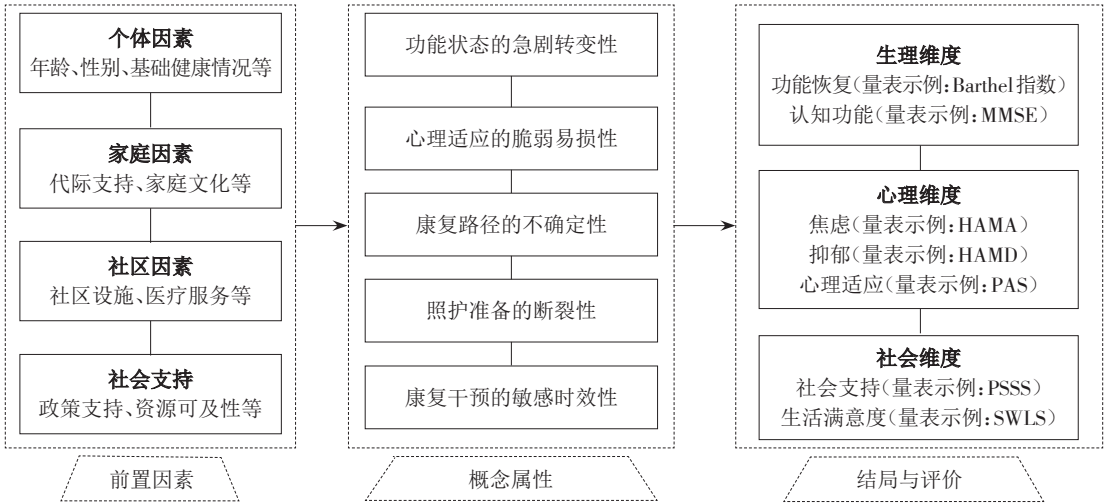 个体因素
年龄、性别、基础健康情况等
家庭因素
代际支持、家庭文化等
社区因素
社区设施、医疗服务等
社会支持
政策支持、资源可及性等
前置因素
功能状态的急剧转变性
心理适应的脆弱易损性
康复路径的不确定性
照护准备的断裂性
康复干预的敏感时效性
概念属性
生理维度
功能恢复(量表示例:Barthel指数)
认知功能(量表示例:MMSE)
心理维度
焦虑(量表示例:HAMA)
抑郁(量表示例:HAMD)
心理适应(量表示例:PAS)
社会维度
社会支持(量表示例:PSSS)
生活满意度(量表示例:SWLS)
结局与评价